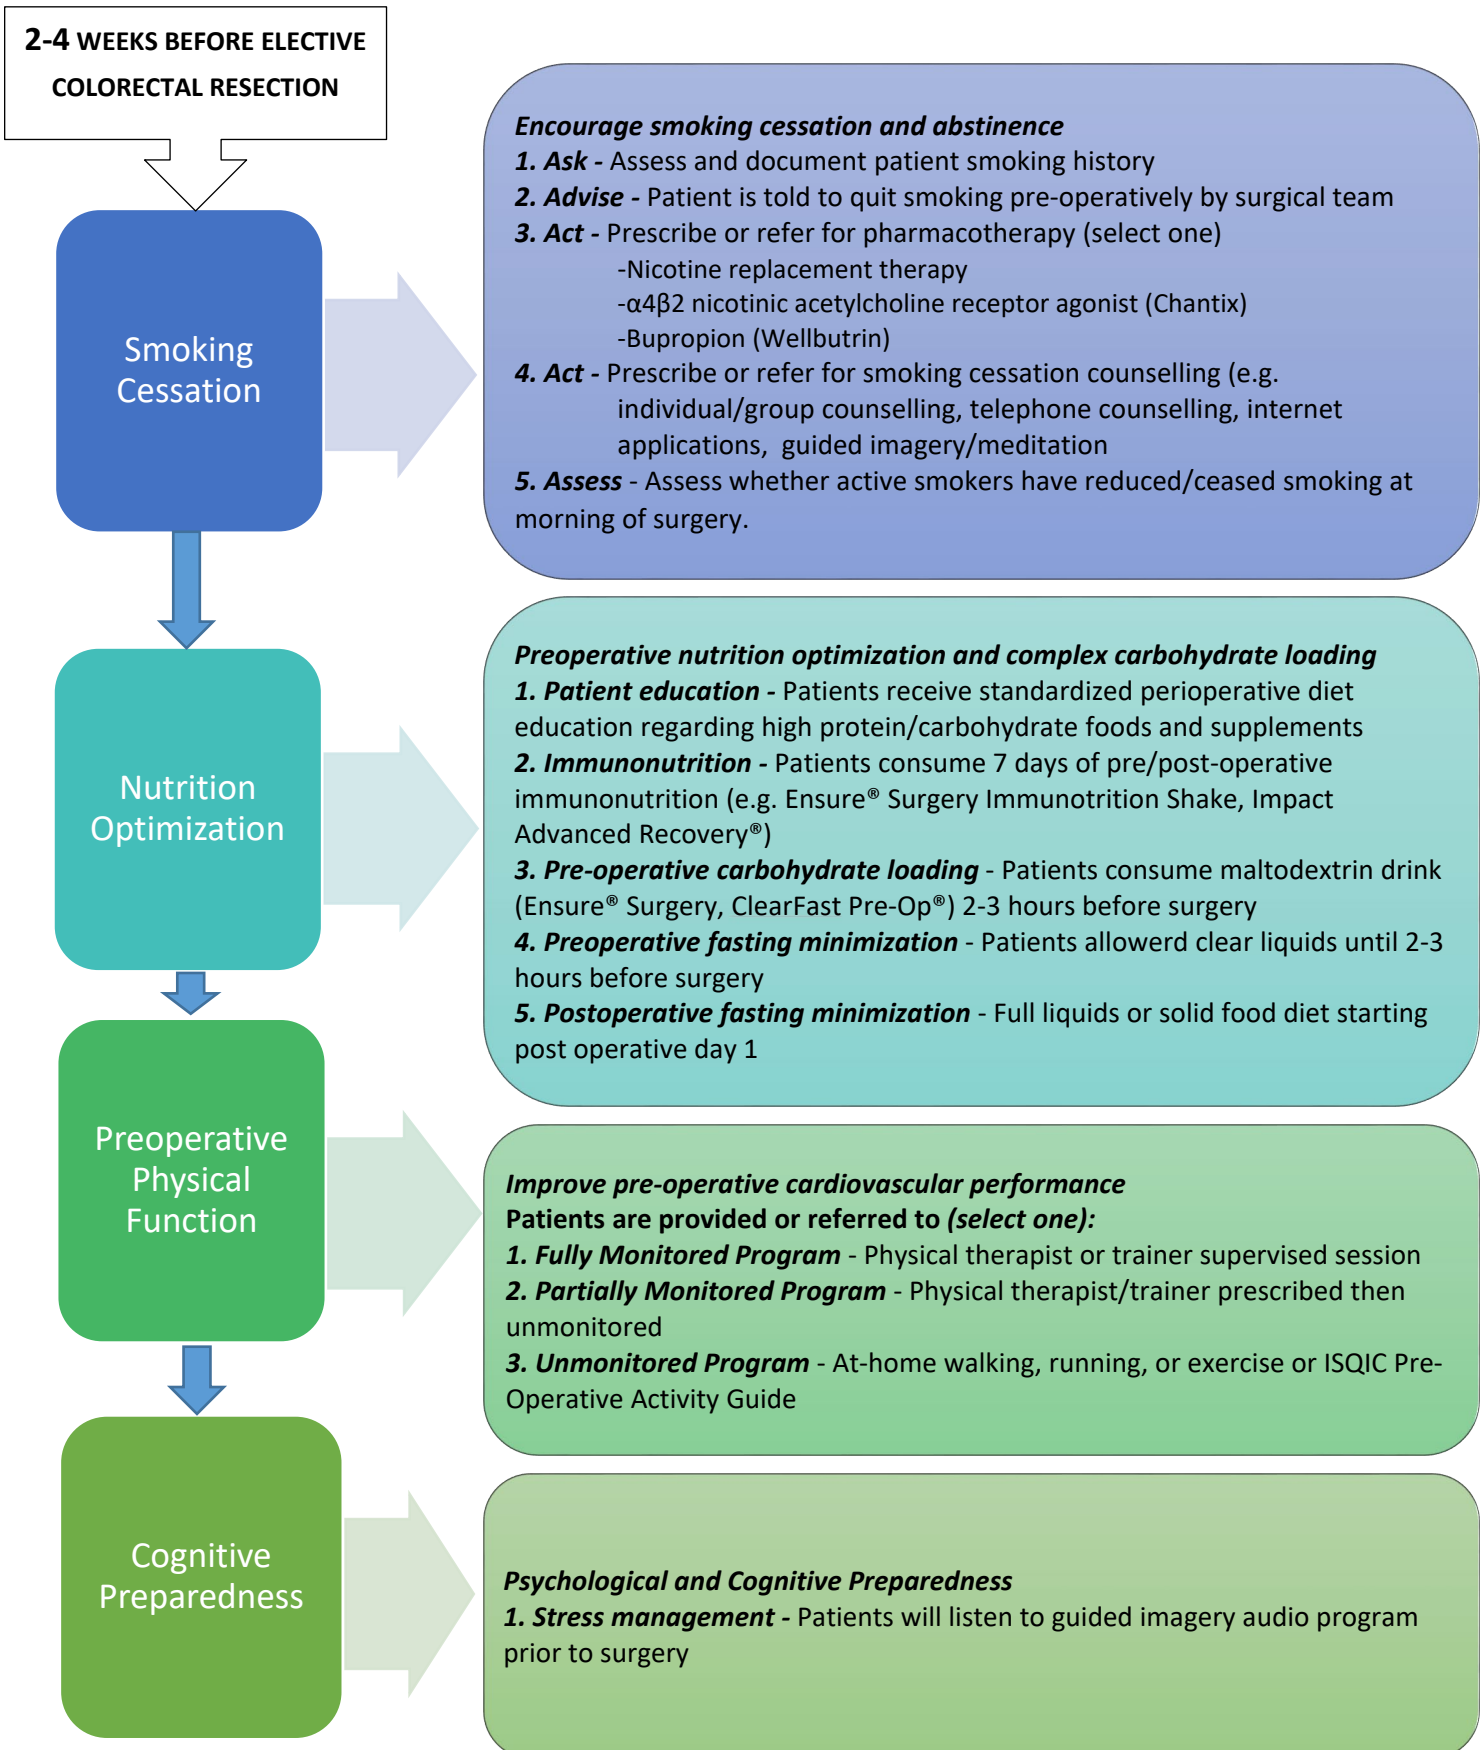 2-4 WEEKS BEFORE ELECTIVE
COLORECTAL RESECTION
Smoking
Cessation
Encourage smoking cessation and abstinence
1. Ask - Assess and document patient smoking history
2. Advise - Patient is told to quit smoking pre-operatively by surgical team
3. Act - Prescribe or refer for pharmacotherapy (select one)
-Nicotine replacement therapy
-α4β2 nicotinic acetylcholine receptor agonist (Chantix)
-Bupropion (Wellbutrin)
4. Act - Prescribe or refer for smoking cessation counselling (e.g.
individual/group counselling, telephone counselling, internet
applications, guided imagery/meditation
5. Assess - Assess whether active smokers have reduced/ceased smoking at
morning of surgery.
Nutrition
Optimization
Preoperative nutrition optimization and complex carbohydrate loading
1. Patient education - Patients receive standardized perioperative diet
education regarding high protein/carbohydrate foods and supplements
2. Immunonutrition - Patients consume 7 days of pre/post-operative
immunonutrition (e.g. Ensure® Surgery Immunotrition Shake, Impact
Advanced Recovery®)
3. Pre-operative carbohydrate loading - Patients consume maltodextrin drink
(Ensure® Surgery, ClearFast Pre-Op®) 2-3 hours before surgery
4. Preoperative fasting minimization - Patients allowerd clear liquids until 2-3
hours before surgery
5. Postoperative fasting minimization - Full liquids or solid food diet starting
post operative day 1
Preoperative
Physical
Function
Improve pre-operative cardiovascular performance
Patients are provided or referred to (select one):
1. Fully Monitored Program - Physical therapist or trainer supervised session
2. Partially Monitored Program - Physical therapist/trainer prescribed then
unmonitored
3. Unmonitored Program - At-home walking, running, or exercise or ISQIC Pre-
Operative Activity Guide
Cognitive
Preparedness
Psychological and Cognitive Preparedness
1. Stress management - Patients will listen to guided imagery audio program
prior to surgery